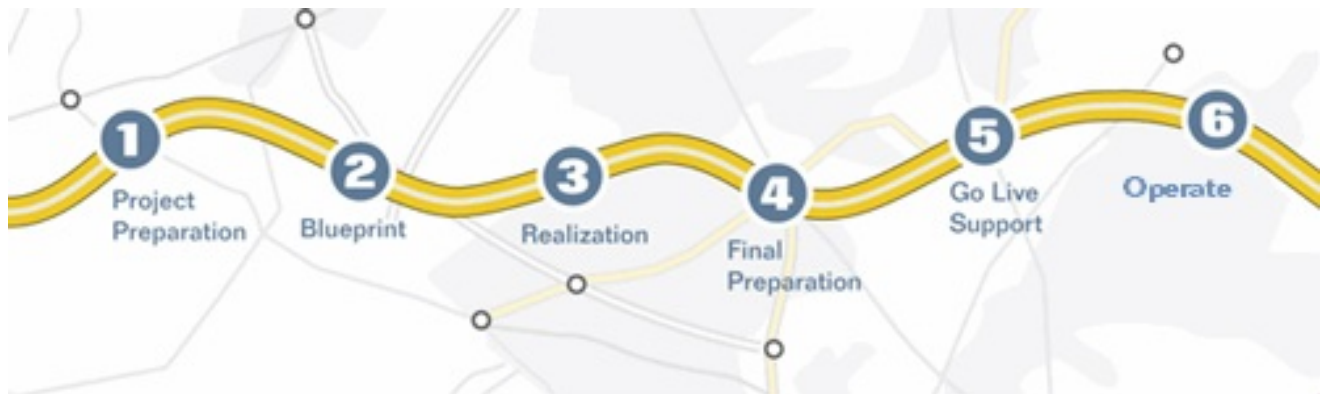 1
Project
Preparation
2
Blueprint
3
Realization
4
Final
Preparation
5
Go Live
Support
6
Operate